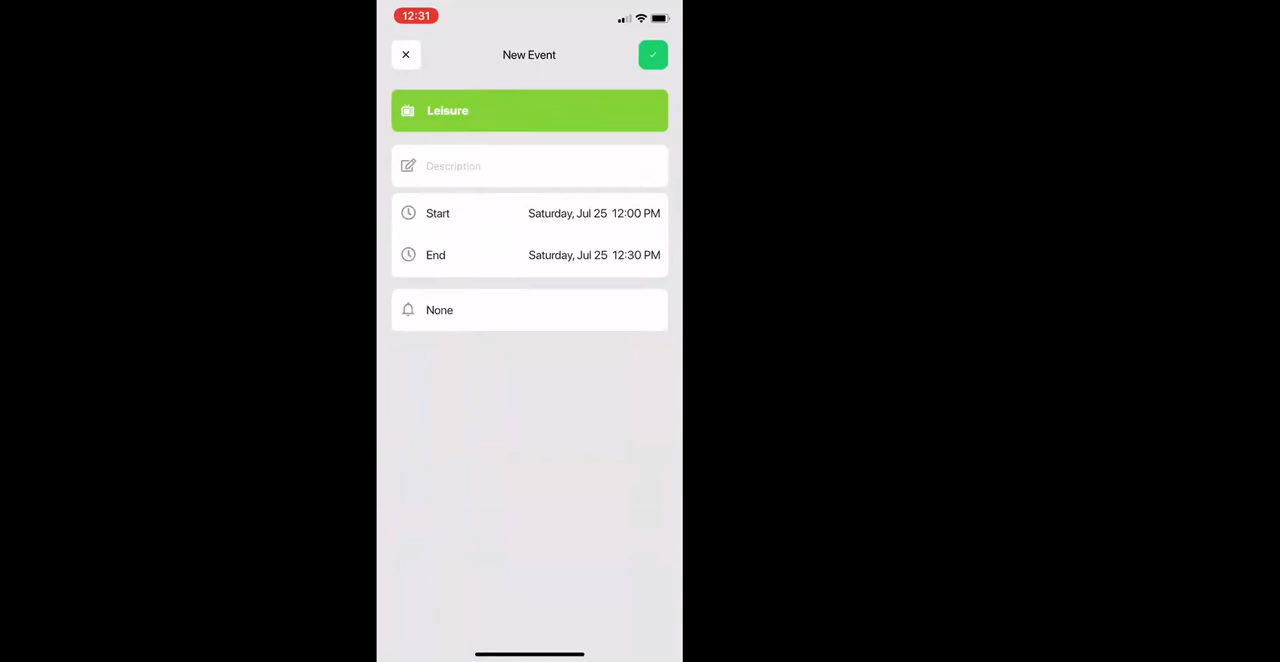 12:31
New Event
Leisure
Description
Start Saturday, Jul 25 12:00 PM
End Saturday, Jul 25 12:30 PM
None